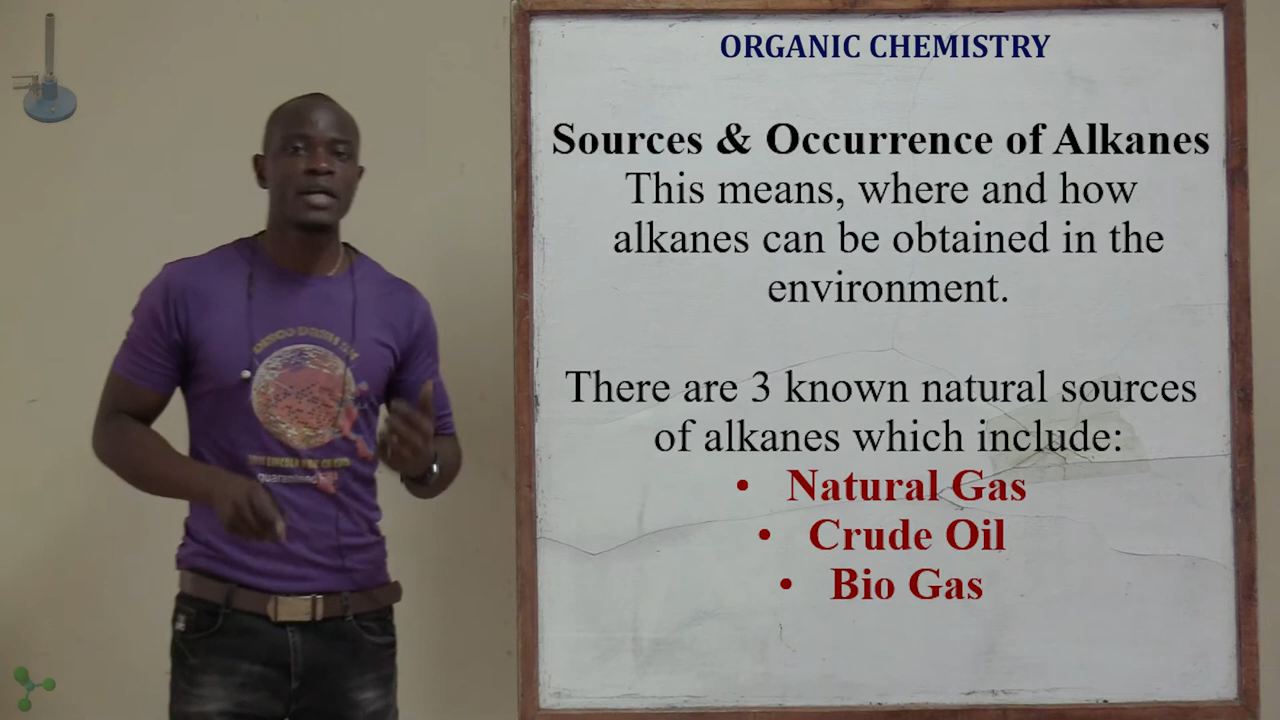 ORGANIC CHEMISTRY
Sources & Occurrence of Alkanes
This means, where and how
alkanes can be obtained in the
environment.
There are 3 known natural sources
of alkanes which include:
• Natural Gas
• Crude Oil
• Bio Gas